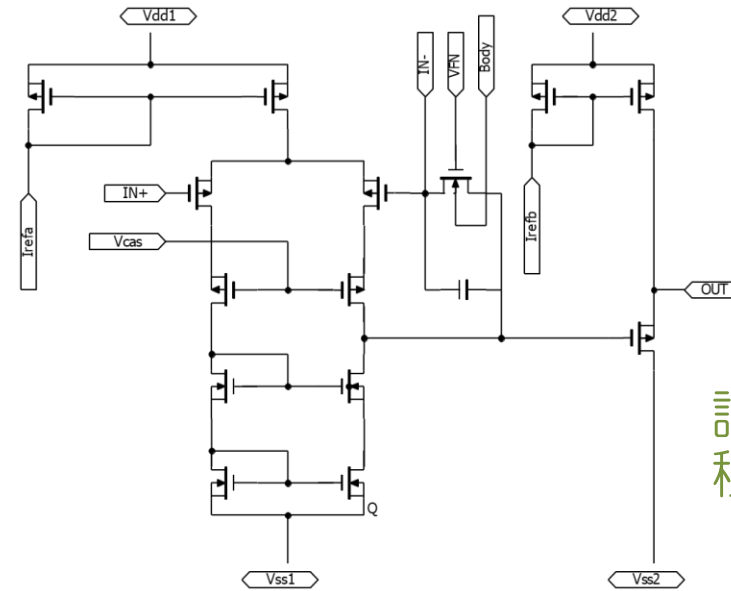 Vdd1
Vdd2
IN-
VFN
Body
IN+
Irefa
Irefb
Vcas
OUT
Q
Vss1
Vss2